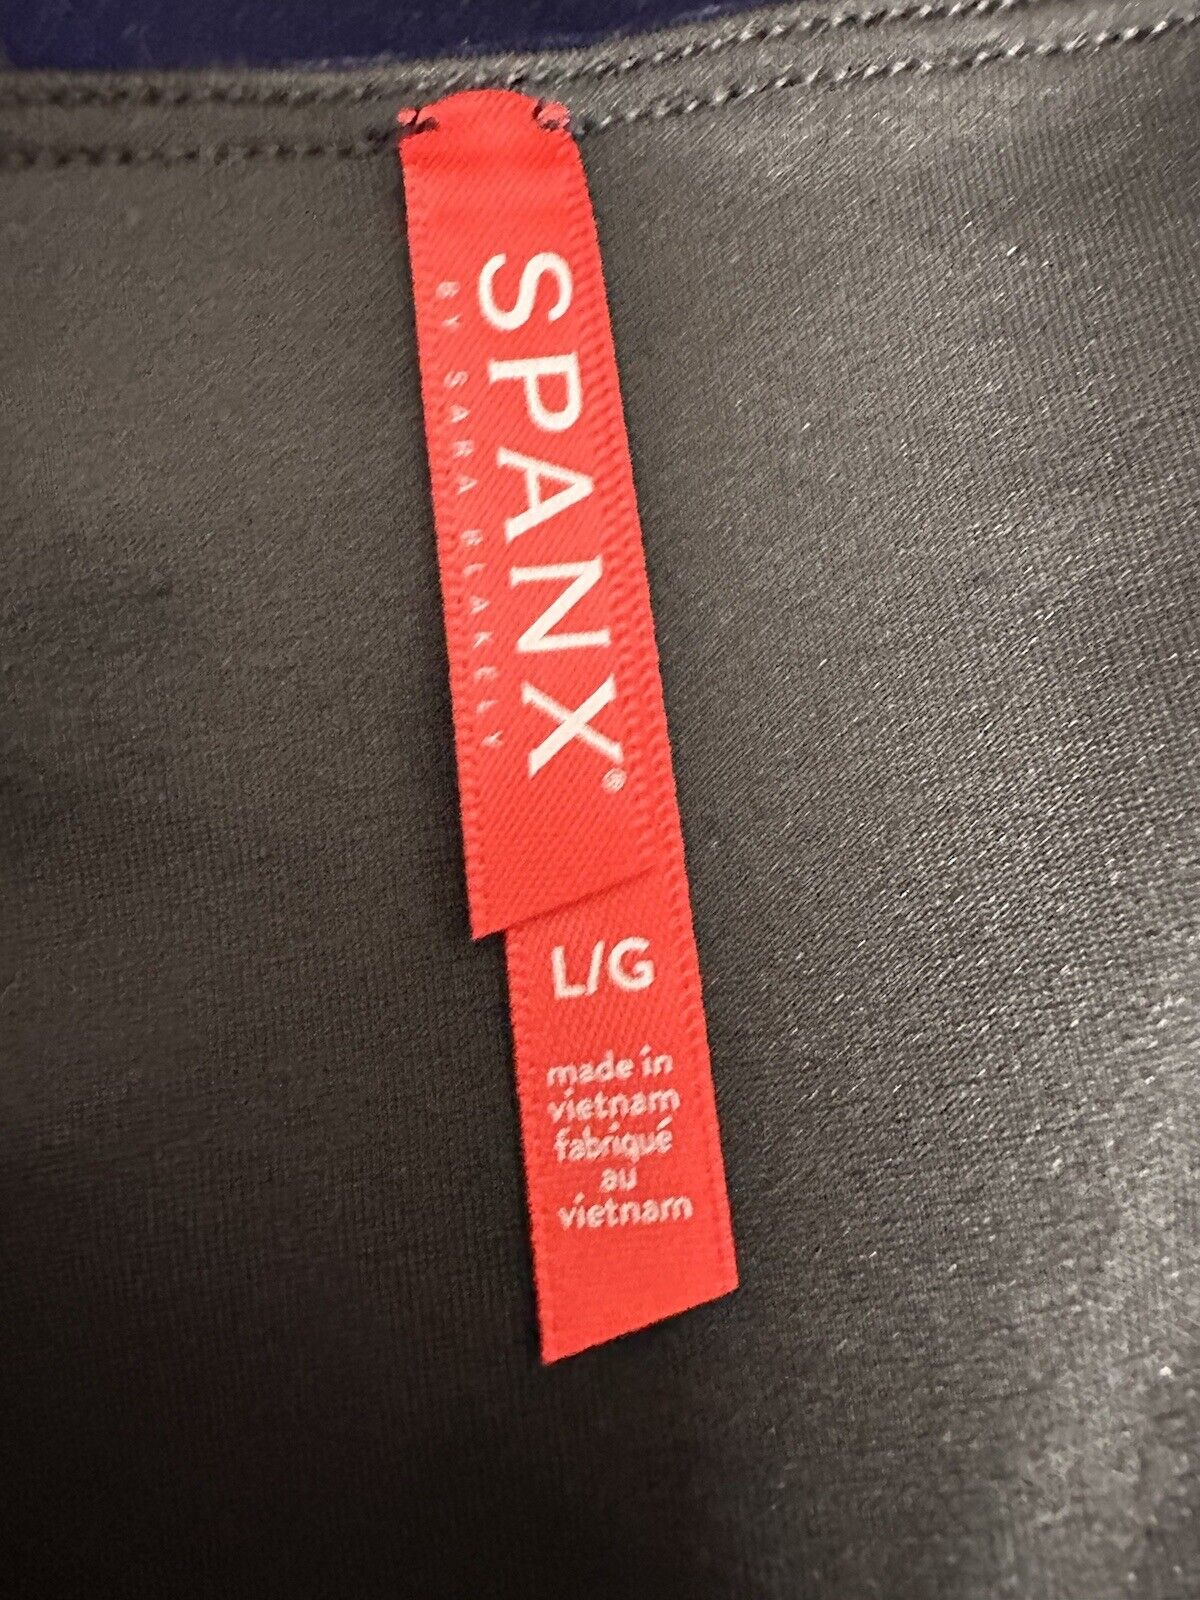 SPANX®
BY SARA BLAKELY
L/G
made in
vietnam
fabriqué
au
vietnam